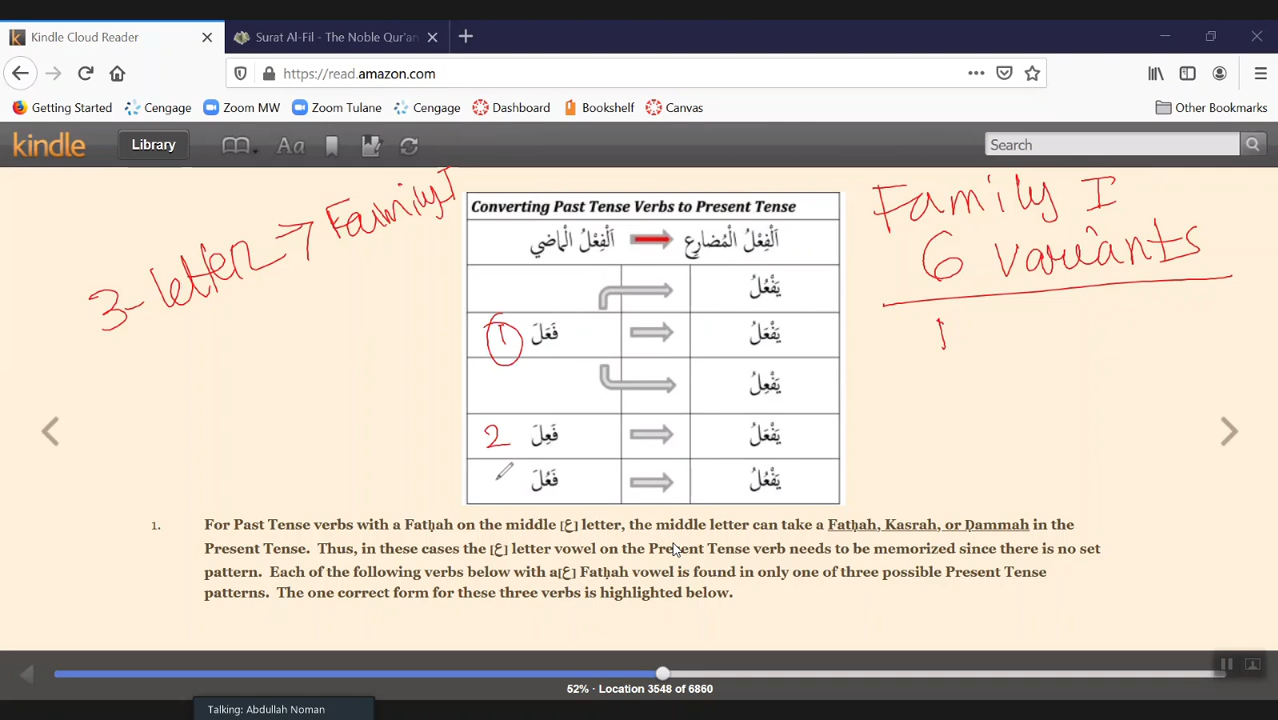 Kindle Cloud Reader
Surat Al-Fil - The Noble Qur'an
https://read.amazon.com
Getting Started
Cengage
Zoom MW
Zoom Tulane
Cengage
Dashboard
Bookshelf
Canvas
Other Bookmarks
kindle
Library
Aa
Search
3-letter → Family I
Family I
6 variants
1
Converting Past Tense Verbs to Present Tense
اَلْفِعْلُ الْمَاضي اَلْفِعْلُ الْمُضارِع
يَفْعُلُ
1 فَعَلَ يَفْعَلُ
يَفْعِلُ
2 فَعِلَ يَفْعَلُ
فَعُلَ يَفْعُلُ
1. For Past Tense verbs with a Fatḥah on the middle [ع] letter, the middle letter can take a Fatḥah, Kasrah, or Ḍammah in the
Present Tense. Thus, in these cases the [ع] letter vowel on the Present Tense verb needs to be memorized since there is no set
pattern. Each of the following verbs below with a[ع] Fatḥah vowel is found in only one of three possible Present Tense
patterns. The one correct form for these three verbs is highlighted below.
52% · Location 3548 of 6860
Talking: Abdullah Noman